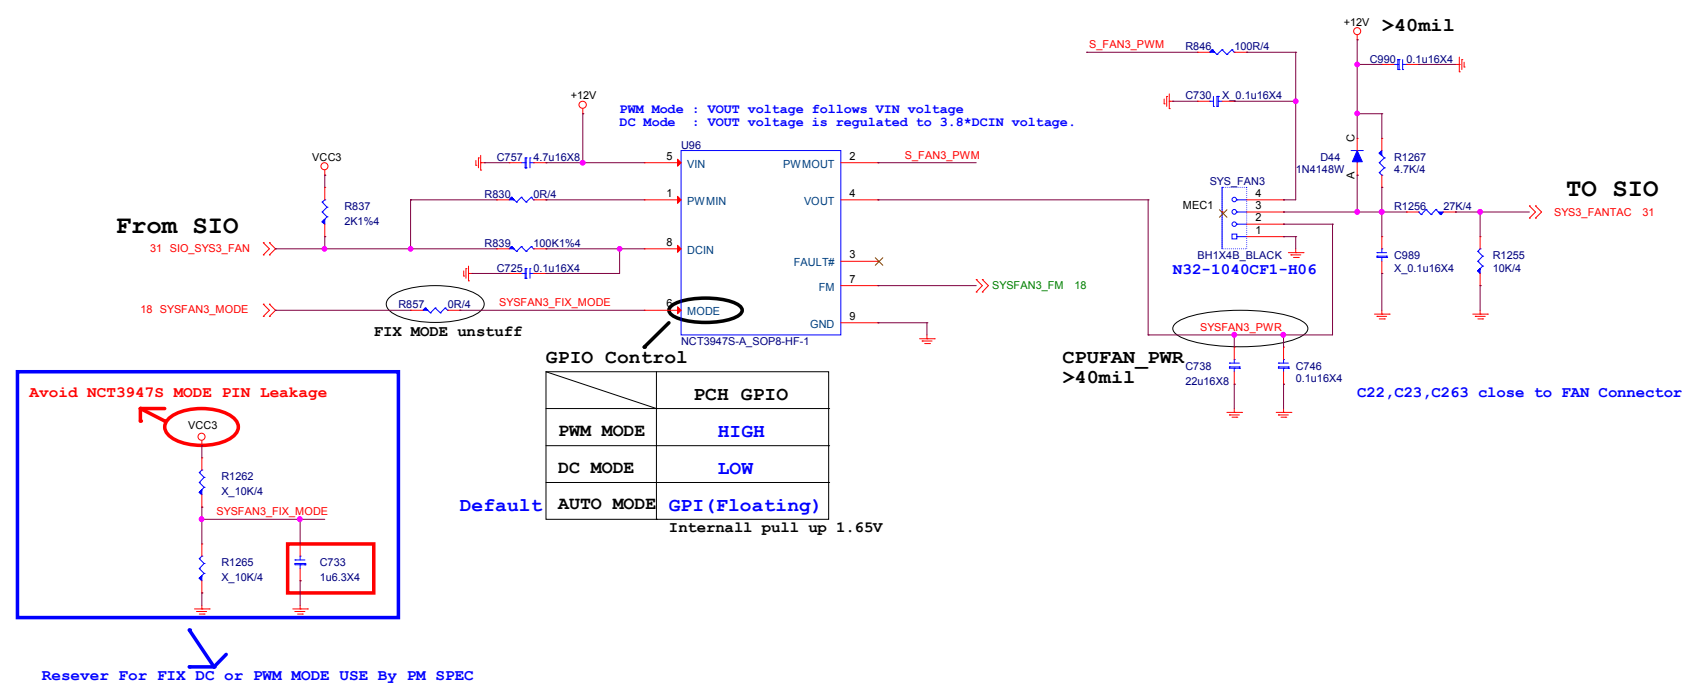 +12V
>40mil
S_FAN3_PWM
R846
100R/4
C990
0.1u16X4
+12V
C730
X_0.1u16X4
PWM Mode : VOUT voltage follows VIN voltage
DC Mode : VOUT voltage is regulated to 3.8*DCIN voltage.
U96
VCC3
C757
4.7u16X8
5
VIN
PWMOUT
2
S_FAN3_PWM
D44
1N4148W
C
A
R1267
4.7K/4
R830
0R/4
1
PWMIN
VOUT
4
SYS_FAN3
MEC1
4
3
2
1
R837
2K1%4
From SIO
TO SIO
R1256
27K/4
SYS3_FANTAC 31
31 SIO_SYS3_FAN
R839
100K1%4
8
DCIN
C725
0.1u16X4
FAULT#
3
BH1X4B_BLACK
N32-1040CF1-H06
C989
X_0.1u16X4
R1255
10K/4
FM
7
SYSFAN3_FM 18
18 SYSFAN3_MODE
R857
0R/4
SYSFAN3_FIX_MODE
6
MODE
FIX MODE unstuff
GND
9
NCT3947S-A_SOP8-HF-1
SYSFAN3_PWR
CPUFAN_PWR
>40mil
C738
22u16X8
C746
0.1u16X4
C22,C23,C263 close to FAN Connector
GPIO Control
PCH GPIO
PWM MODE
HIGH
DC MODE
LOW
Default
AUTO MODE
GPI(Floating)
Internall pull up 1.65V
Avoid NCT3947S MODE PIN Leakage
VCC3
R1262
X_10K/4
SYSFAN3_FIX_MODE
R1265
X_10K/4
C733
1u6.3X4
Resever For FIX DC or PWM MODE USE By PM SPEC